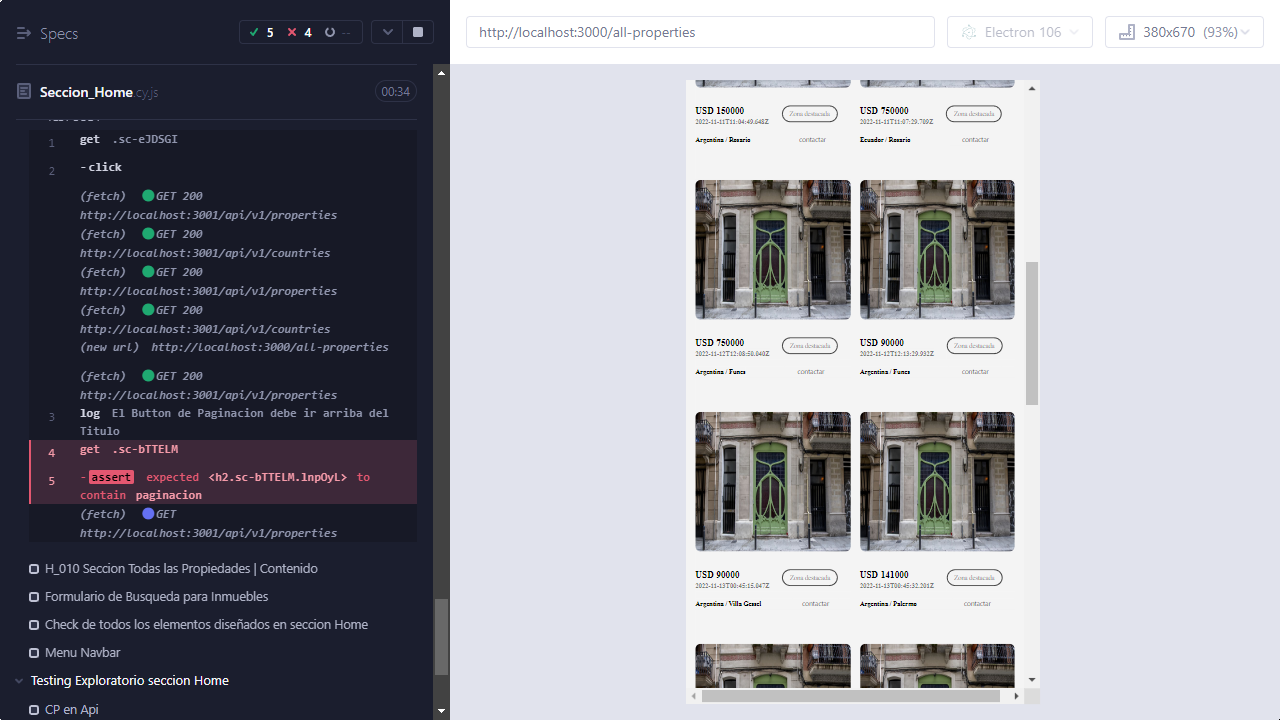 Specs
5
4
--
Seccion_Home.cy.js
00:34
1 get .sc-eJDSGI
2 -click
(fetch) GET 200
http://localhost:3001/api/v1/properties
(fetch) GET 200
http://localhost:3001/api/v1/countries
(fetch) GET 200
http://localhost:3001/api/v1/properties
(fetch) GET 200
http://localhost:3001/api/v1/countries
(new url) http://localhost:3000/all-properties
(fetch) GET 200
http://localhost:3001/api/v1/properties
3 log El Button de Paginacion debe ir arriba del
Titulo
4 get .sc-bTTELM
5 -assert expected <h2.sc-bTTELM.lnpOyL> to
contain paginacion
(fetch) GET
http://localhost:3001/api/v1/properties
H_010 Seccion Todas las Propiedades | Contenido
Formulario de Busqueda de Inmuebles
Check de todos los elementos diseñados en seccion Home
Menu Navbar
Testing Exploratorio seccion Home
CP en Api
http://localhost:3000/all-properties
Electron 106
380x670 (93%)
USD 150000 Zona destacada
2022-11-11T11:04:49.648Z
Argentina / Rosario contactar
USD 750000 Zona destacada
2022-11-11T11:07:29.709Z
Ecuador / Rosario contactar
USD 750000 Zona destacada
2022-11-12T12:08:50.040Z
Argentina / Funes contactar
USD 90000 Zona destacada
2022-11-12T12:13:29.932Z
Argentina / Funes contactar
USD 90000 Zona destacada
2022-11-13T00:45:15.047Z
Argentina / Villa Gessel contactar
USD 141000 Zona destacada
2022-11-13T00:45:32.201Z
Argentina / Palermo contactar